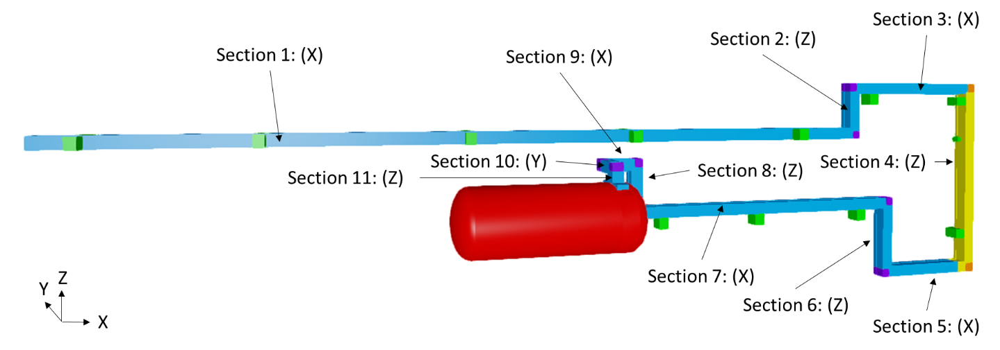 Section 3: (X)
Section 2: (Z)
Section 1: (X)
Section 9: (X)
Section 10: (Y)
Section 4: (Z)
Section 8: (Z)
Section 11: (Z)
Section 7: (X)
Z
Y
X
Section 6: (Z)
Section 5: (X)